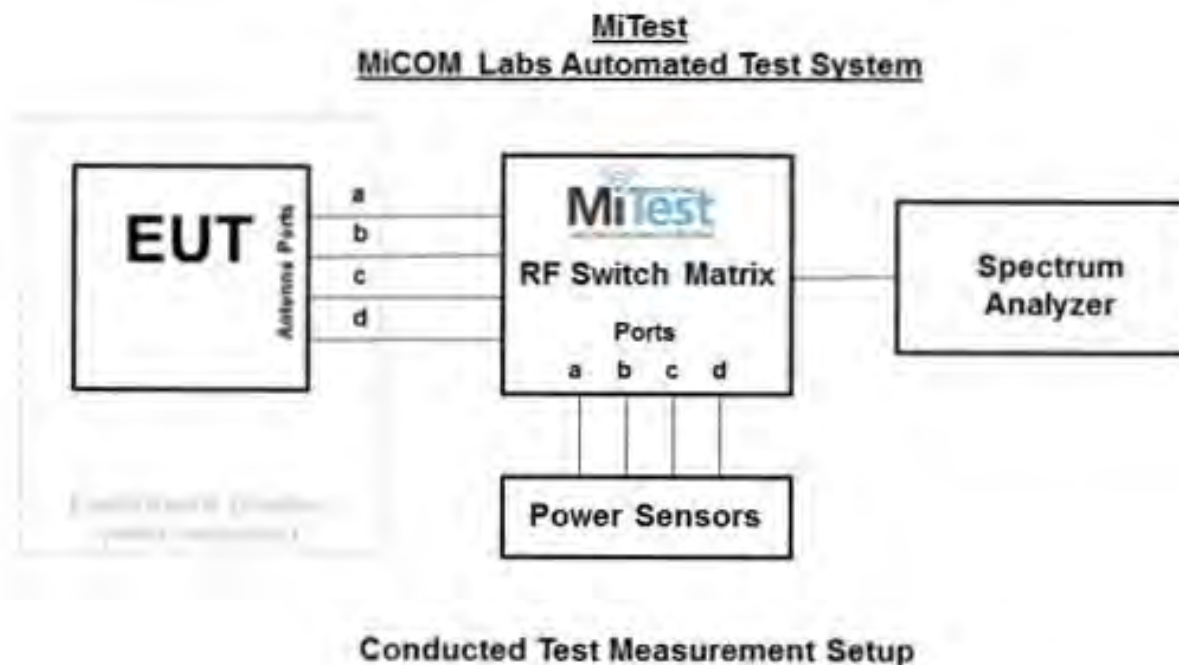 MiTest
MiCOM Labs Automated Test System
EUT
Antenna Ports
a
b
c
d
MiTest
RF Switch Matrix
Ports
a b c d
Spectrum
Analyzer
Power Sensors
Conducted Test Measurement Setup